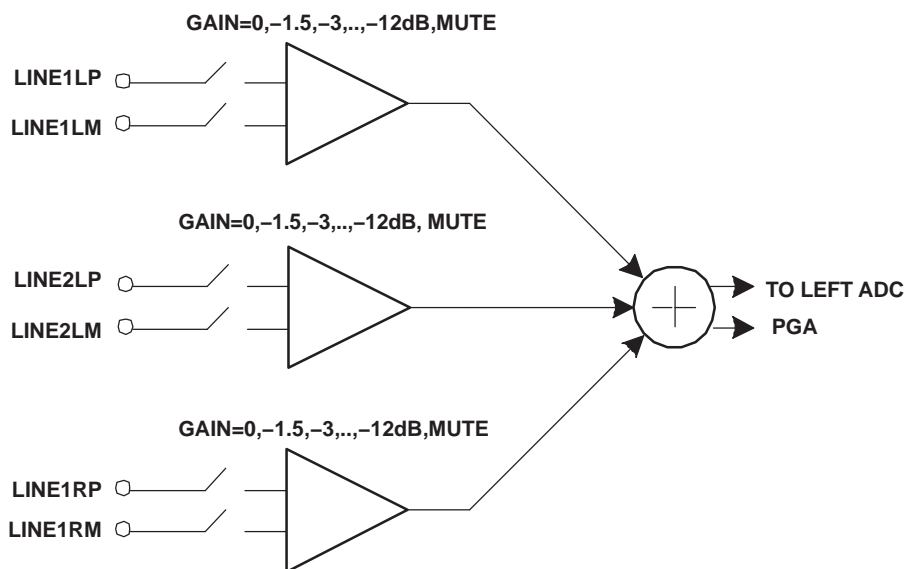 GAIN=0,−1.5,−3,..,−12dB,MUTE
LINE1LP
LINE1LM
GAIN=0,−1.5,−3,..,−12dB, MUTE
LINE2LP
LINE2LM
TO LEFT ADC
PGA
GAIN=0,−1.5,−3,..,−12dB,MUTE
LINE1RP
LINE1RM